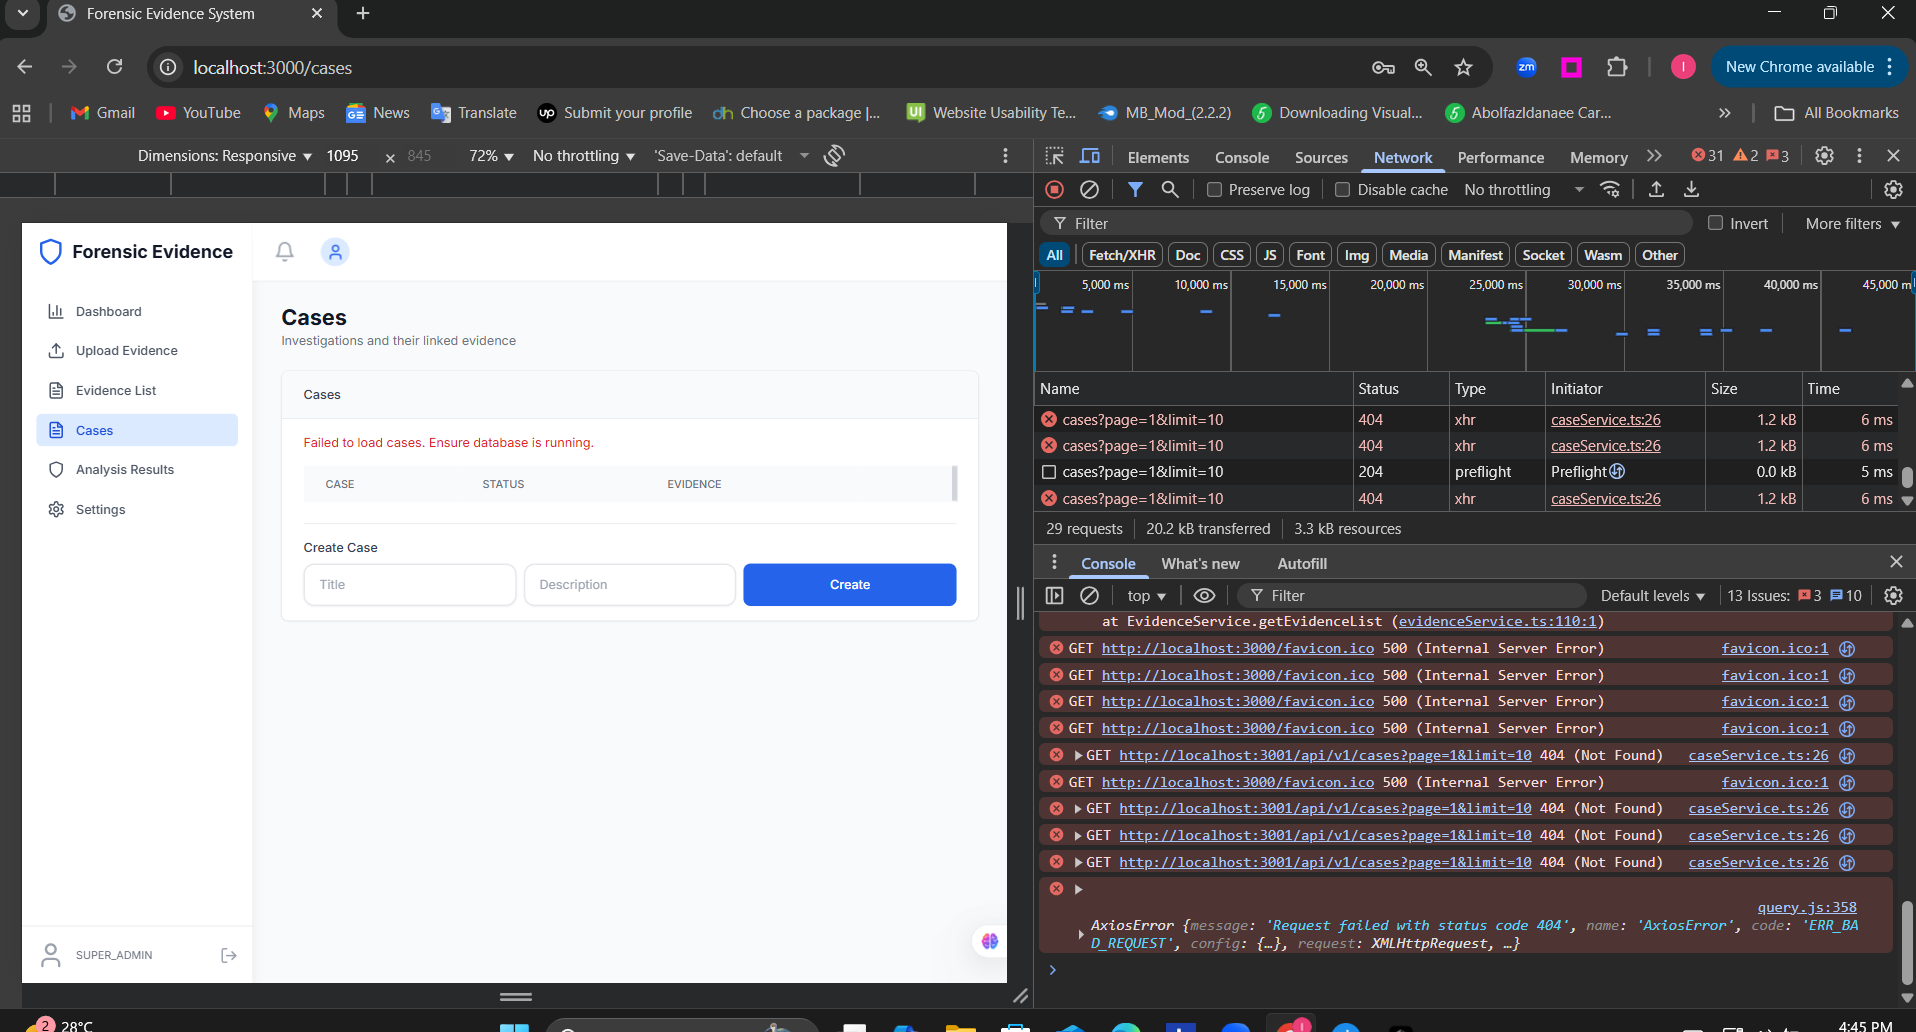 Forensic Evidence System
localhost:3000/cases
New Chrome available
Gmail
YouTube
Maps
News
Translate
Submit your profile
Choose a package |...
Website Usability Te...
MB_Mod_(2.2.2)
Downloading Visual...
Abolfazldanaee Car...
All Bookmarks
Dimensions: Responsive 1095 x 845 72% No throttling 'Save-Data': default
Forensic Evidence
Dashboard
Upload Evidence
Evidence List
Cases
Analysis Results
Settings
SUPER_ADMIN
Cases
Investigations and their linked evidence
Cases
Failed to load cases. Ensure database is running.
CASE STATUS EVIDENCE
Create Case
Title Description Create
Elements Console Sources Network Performance Memory 31 2 3
Preserve log Disable cache No throttling
Filter Invert More filters
All Fetch/XHR Doc CSS JS Font Img Media Manifest Socket Wasm Other
5,000 ms 10,000 ms 15,000 ms 20,000 ms 25,000 ms 30,000 ms 35,000 ms 40,000 ms 45,000 m
Name Status Type Initiator Size Time
cases?page=1&limit=10 404 xhr caseService.ts:26 1.2 kB 6 ms
cases?page=1&limit=10 404 xhr caseService.ts:26 1.2 kB 6 ms
cases?page=1&limit=10 204 preflight Preflight 0.0 kB 5 ms
cases?page=1&limit=10 404 xhr caseService.ts:26 1.2 kB 6 ms
29 requests 20.2 kB transferred 3.3 kB resources
Console What's new Autofill
top Filter Default levels 13 Issues: 3 10
at EvidenceService.getEvidenceList (evidenceService.ts:110:1)
GET http://localhost:3000/favicon.ico 500 (Internal Server Error) favicon.ico:1
GET http://localhost:3000/favicon.ico 500 (Internal Server Error) favicon.ico:1
GET http://localhost:3000/favicon.ico 500 (Internal Server Error) favicon.ico:1
GET http://localhost:3000/favicon.ico 500 (Internal Server Error) favicon.ico:1
GET http://localhost:3001/api/v1/cases?page=1&limit=10 404 (Not Found) caseService.ts:26
GET http://localhost:3000/favicon.ico 500 (Internal Server Error) favicon.ico:1
GET http://localhost:3001/api/v1/cases?page=1&limit=10 404 (Not Found) caseService.ts:26
GET http://localhost:3001/api/v1/cases?page=1&limit=10 404 (Not Found) caseService.ts:26
GET http://localhost:3001/api/v1/cases?page=1&limit=10 404 (Not Found) caseService.ts:26
query.js:358
AxiosError {message: 'Request failed with status code 404', name: 'AxiosError', code: 'ERR_BA
D_REQUEST', config: {…}, request: XMLHttpRequest, …}
2 28°C
4:45 PM